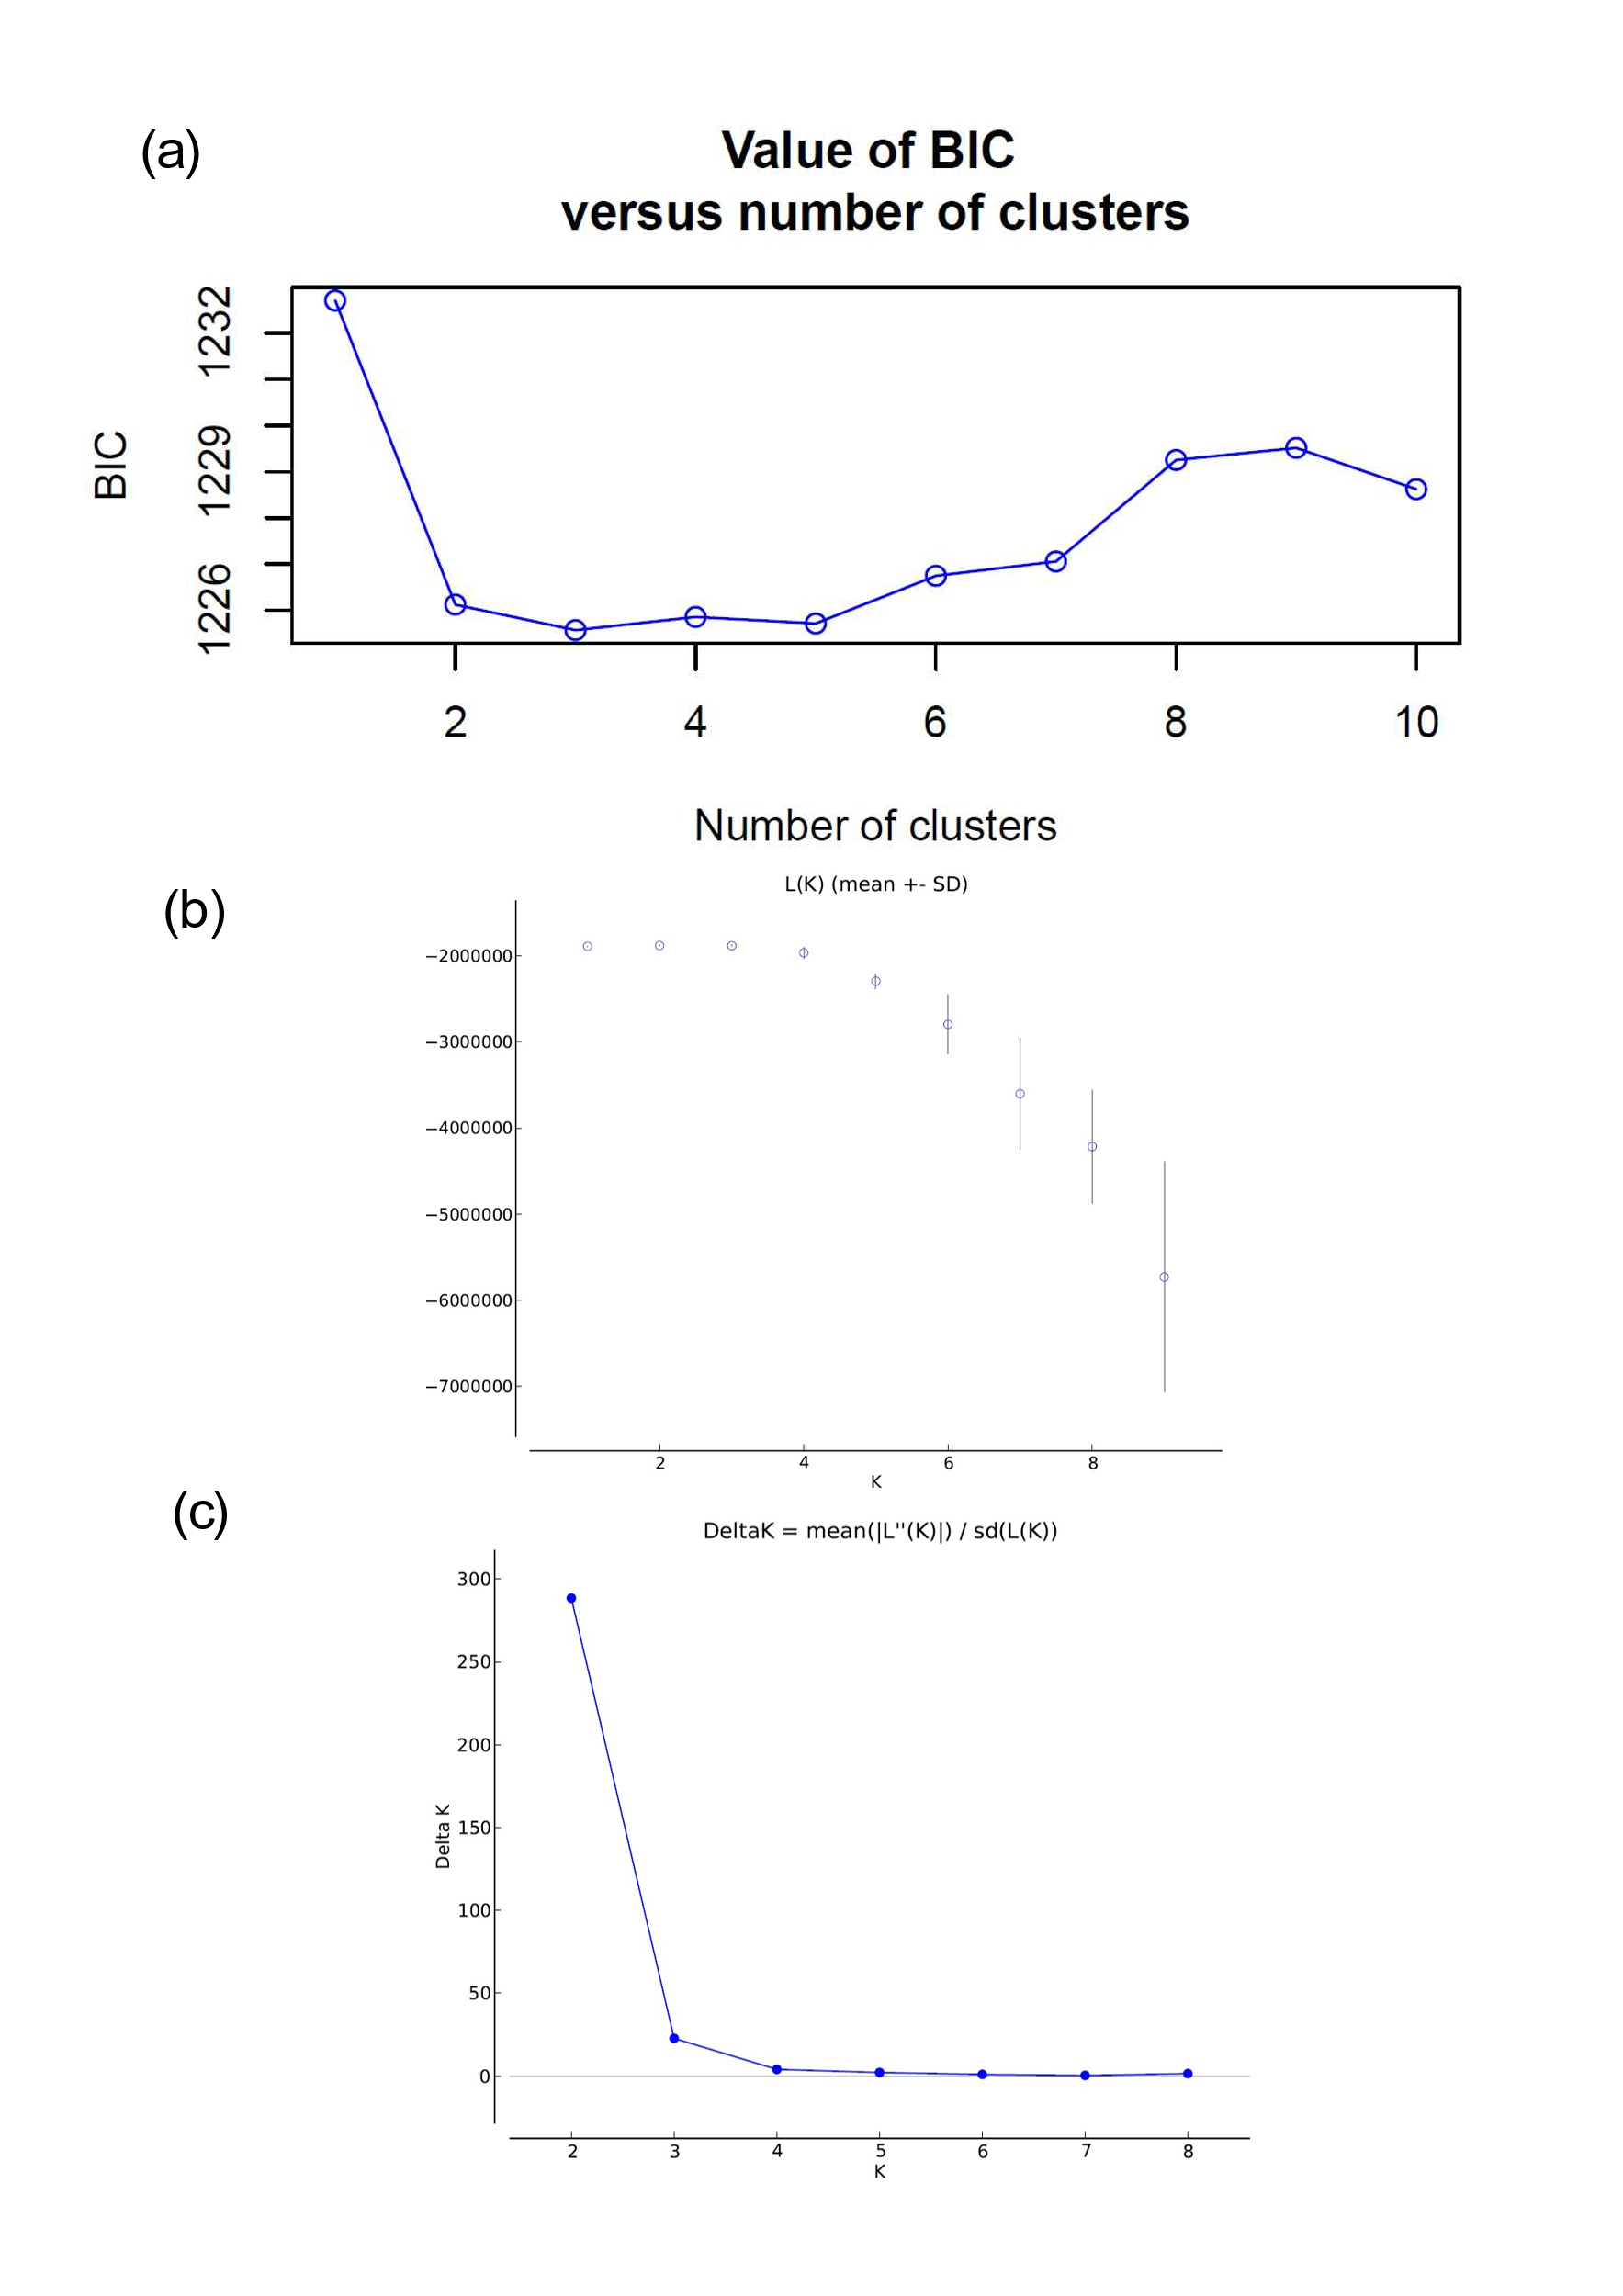 (a)
Value of BIC
versus number of clusters
1232
1229
1226
BIC
2 4 6 8 10
Number of clusters
(b)
L(K) (mean +- SD)
−2000000
−3000000
−4000000
−5000000
−6000000
−7000000
2 4 6 8
K
(c)
DeltaK = mean(|L''(K)|) / sd(L(K))
300
250
200
150
100
50
0
Delta K
2 3 4 5 6 7 8
K